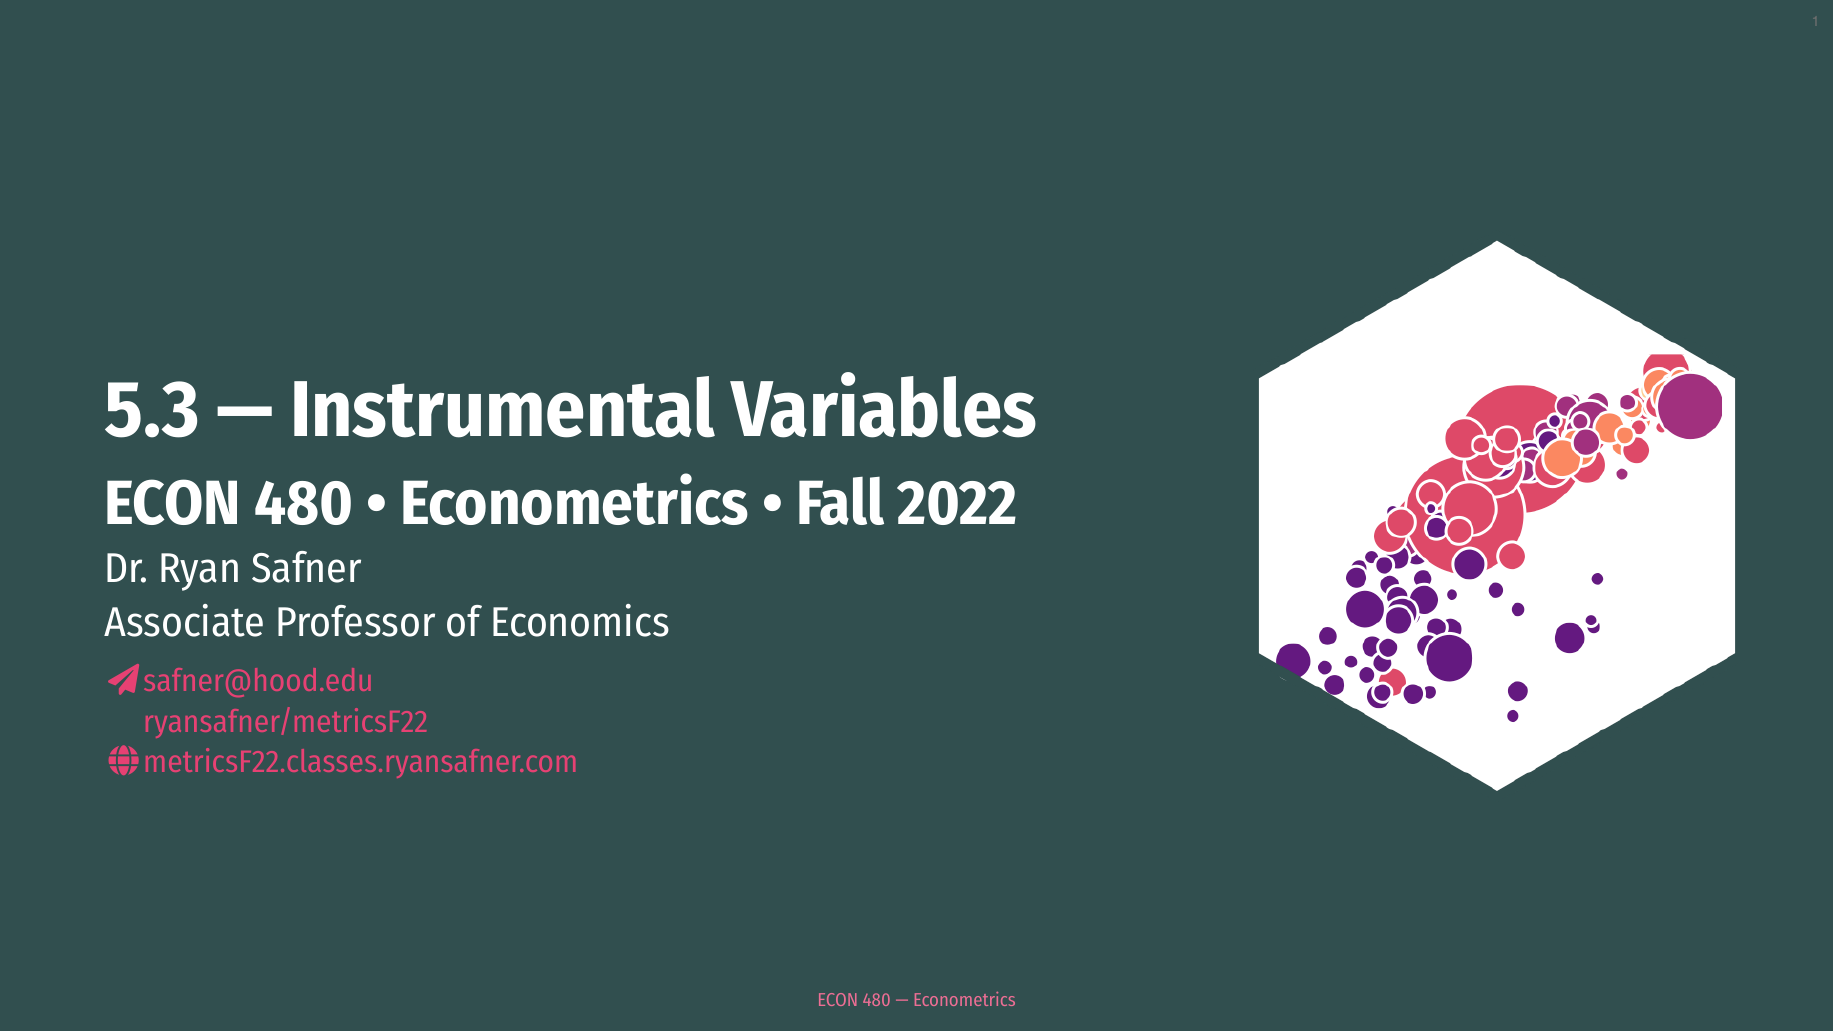 1
5.3 — Instrumental Variables
ECON 480 • Econometrics • Fall 2022
Dr. Ryan Safner
Associate Professor of Economics
safner@hood.edu
ryansafner/metricsF22
metricsF22.classes.ryansafner.com
ECON 480 — Econometrics